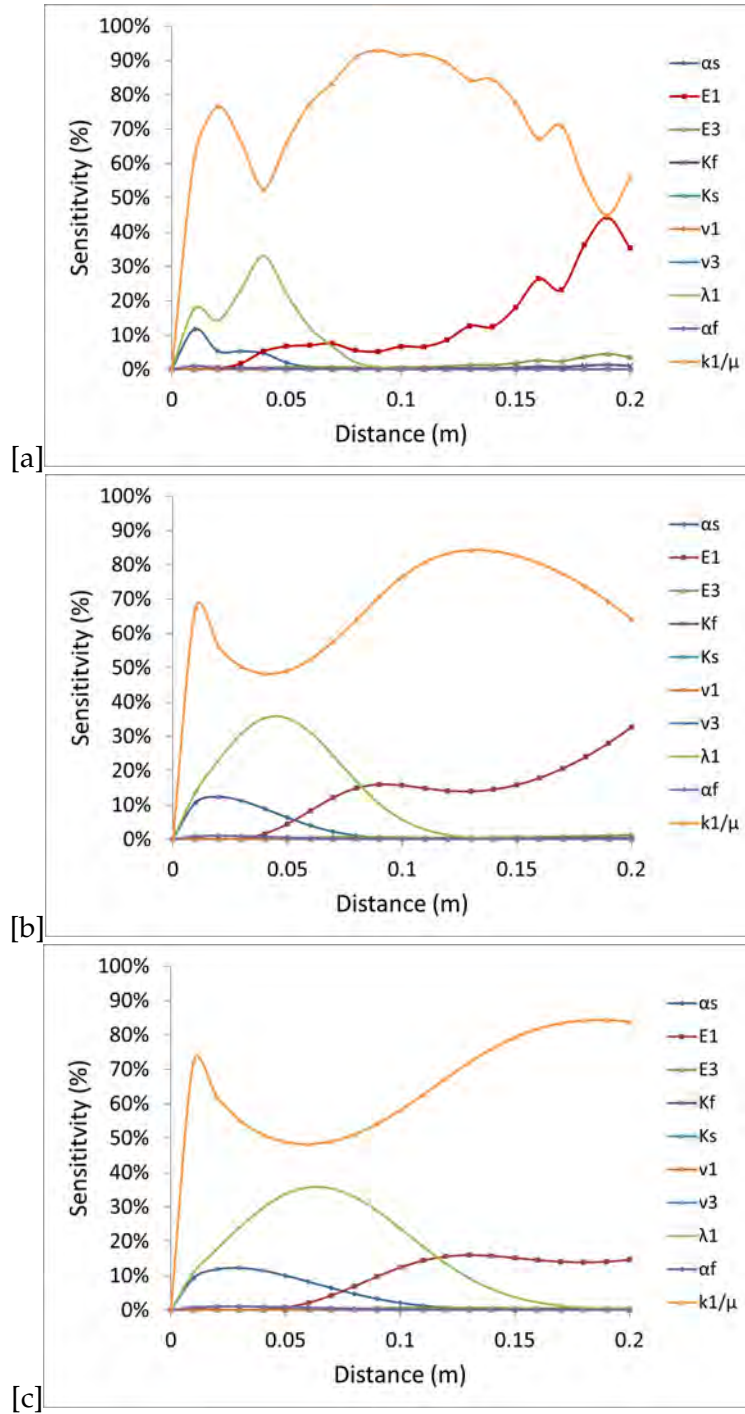 100%
90%
80%
70%
60%
50%
40%
30%
20%
10%
0%
Sensititvity (%)
0 0.05 0.1 0.15 0.2
Distance (m)
αs
E1
E3
Kf
Ks
ν1
ν3
λ1
αf
k1/μ
[a]
100%
90%
80%
70%
60%
50%
40%
30%
20%
10%
0%
Sensititvity (%)
0 0.05 0.1 0.15 0.2
Distance (m)
αs
E1
E3
Kf
Ks
ν1
ν3
λ1
αf
k1/μ
[b]
100%
90%
80%
70%
60%
50%
40%
30%
20%
10%
0%
Sensititvity (%)
0 0.05 0.1 0.15 0.2
Distance (m)
αs
E1
E3
Kf
Ks
ν1
ν3
λ1
αf
k1/μ
[c]